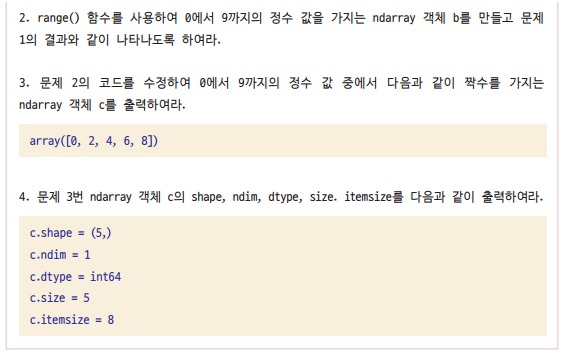 2. range() 함수를 사용하여 0에서 9까지의 정수 값을 가지는 ndarray 객체 b를 만들고 문제
1의 결과와 같이 나타나도록 하여라.
3. 문제 2의 코드를 수정하여 0에서 9까지의 정수 값 중에서 다음과 같이 짝수를 가지는
ndarray 객체 c를 출력하여라.
array([0, 2, 4, 6, 8])
4. 문제 3번 ndarray 객체 c의 shape, ndim, dtype, size. itemsize를 다음과 같이 출력하여라.
c.shape = (5,)
c.ndim = 1
c.dtype = int64
c.size = 5
c.itemsize = 8